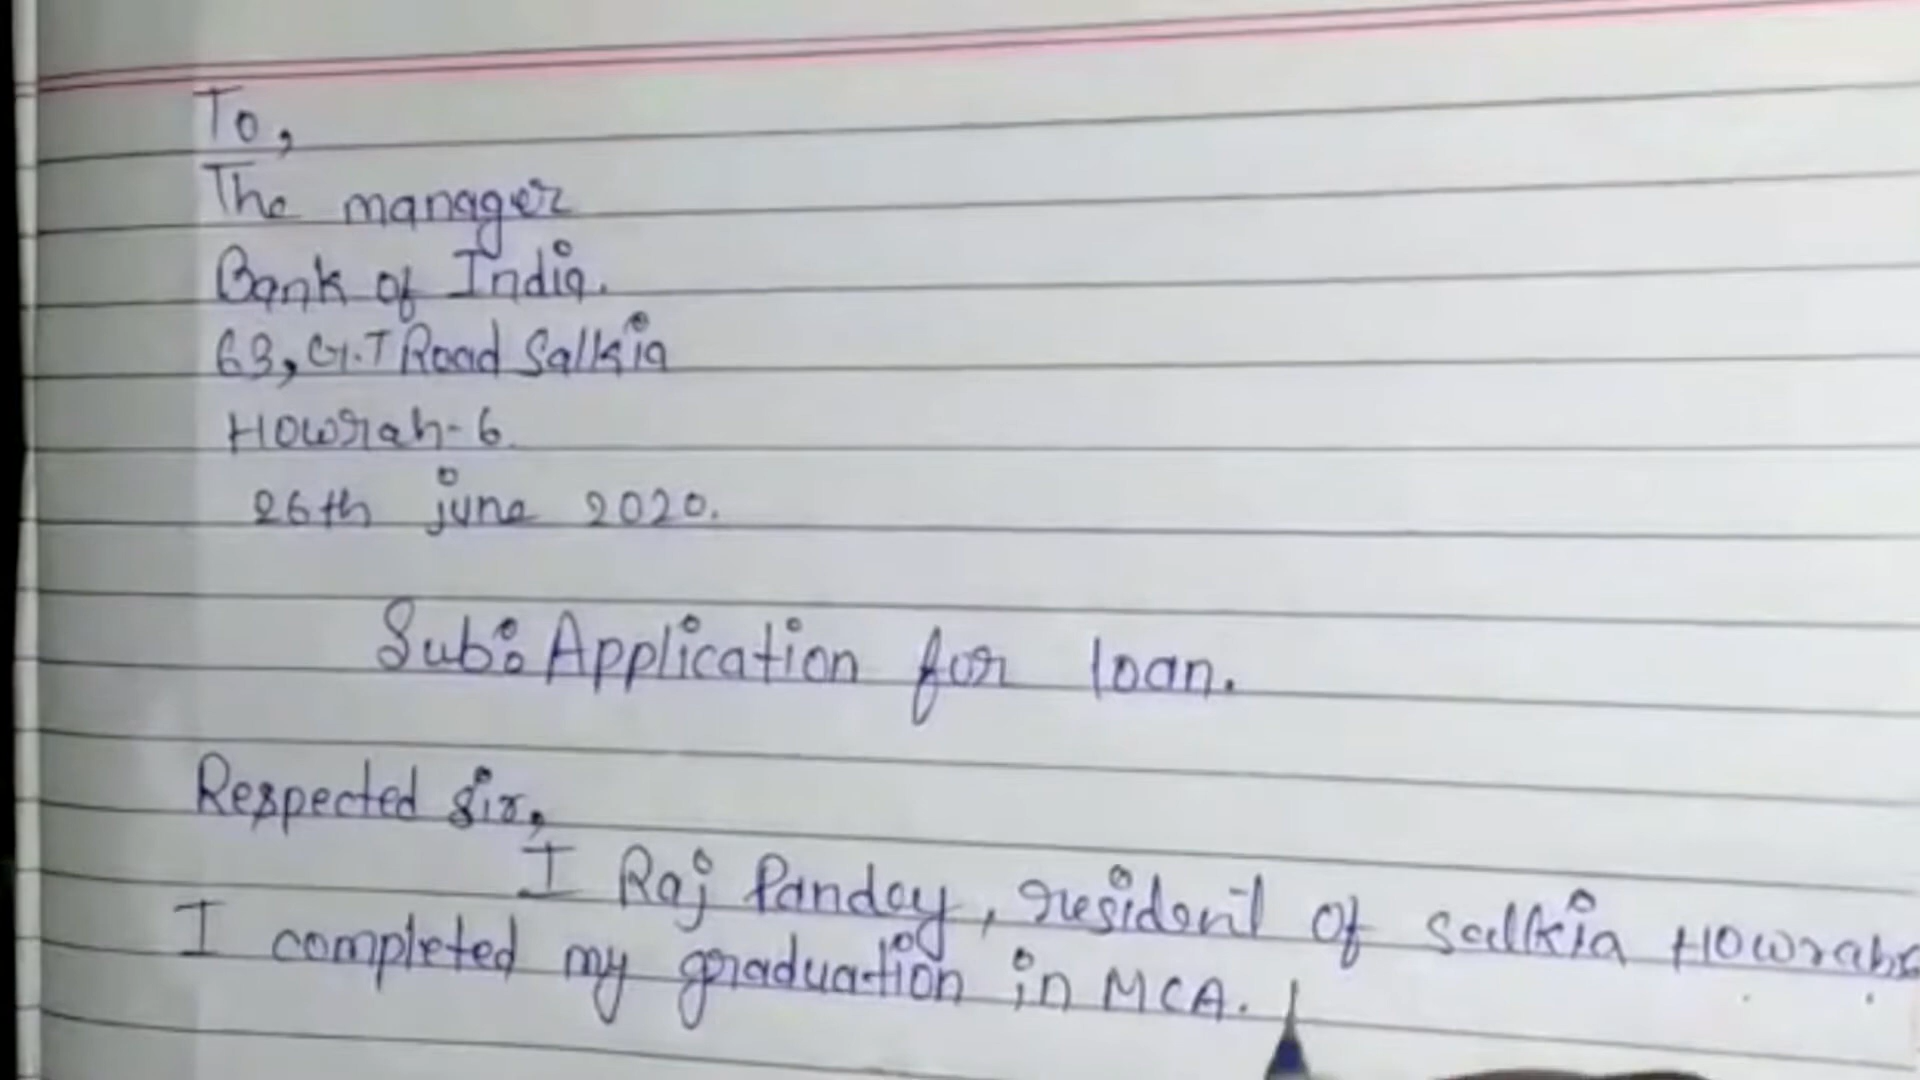 To,
The manager
Bank of India.
63, G.T Road Salkia
Howrah-6.
26th june 2020.
Sub: Application for loan.
Respected sir,
I Raj Pandey, resident of Salkia Howrah
I completed my graduation in MCA. I